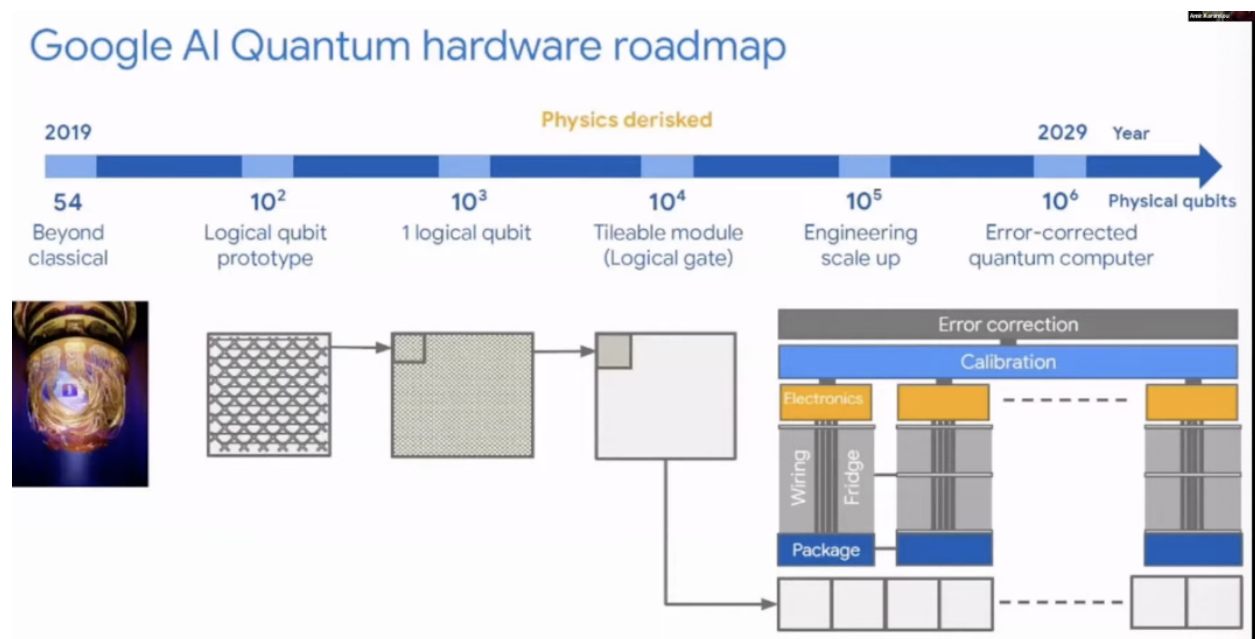 Google AI Quantum hardware roadmap
Physics derisked
2019
2029
Year
54
10²
10³
10⁴
10⁵
10⁶
Physical qubits
Beyond
classical
Logical qubit
prototype
1 logical qubit
Tileable module
(Logical gate)
Engineering
scale up
Error-corrected
quantum computer
Error correction
Calibration
Electronics
Wiring
Fridge
Package